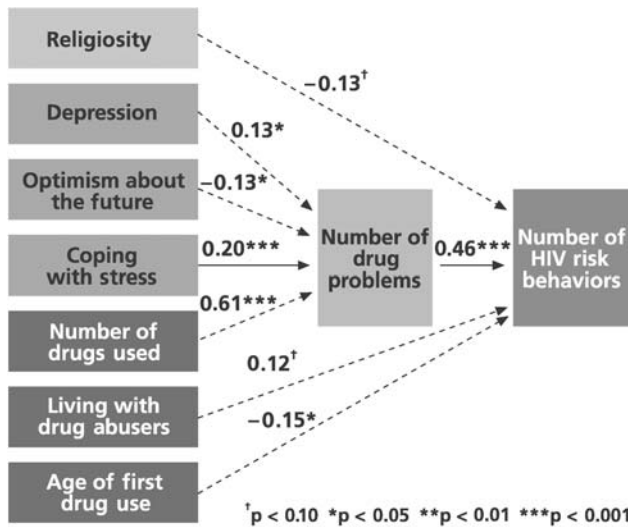 Religiosity
−0.13†
Depression
0.13*
Optimism about
the future
−0.13*
Coping
with stress
0.20***
Number of
drug
problems
0.46***
Number of
HIV risk
behaviors
Number of
drugs used
0.61***
Living with
drug abusers
0.12†
Age of first
drug use
−0.15*
†p < 0.10 *p < 0.05 **p < 0.01 ***p < 0.001